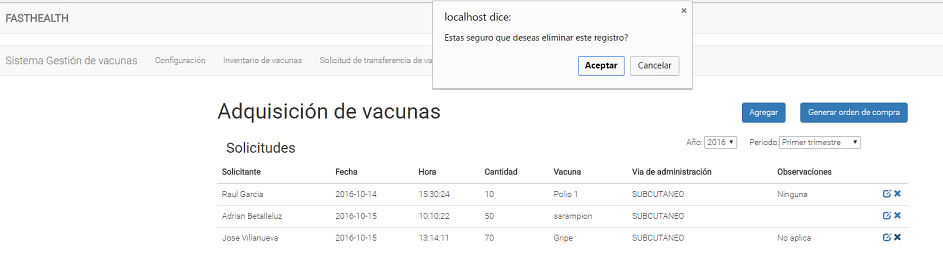 FASTHEALTH
localhost dice:
Estas seguro que deseas eliminar este registro?
Aceptar Cancelar
Sistema Gestión de vacunas Configuración Inventario de vacunas Solicitud de transferencia de va
Adquisición de vacunas Agregar Generar orden de compra
Año: 2016 Periodo: Primer trimestre
Solicitudes
Solicitante Fecha Hora Cantidad Vacuna Via de administración Observaciones
Raul Garcia 2016-10-14 15:30:24 10 Polio 1 SUBCUTANEO Ninguna
Adrian Betalleluz 2016-10-15 10:10:22 50 sarampion SUBCUTANEO
Jose Villanueva 2016-10-15 13:14:11 70 Gripe SUBCUTANEO No aplica